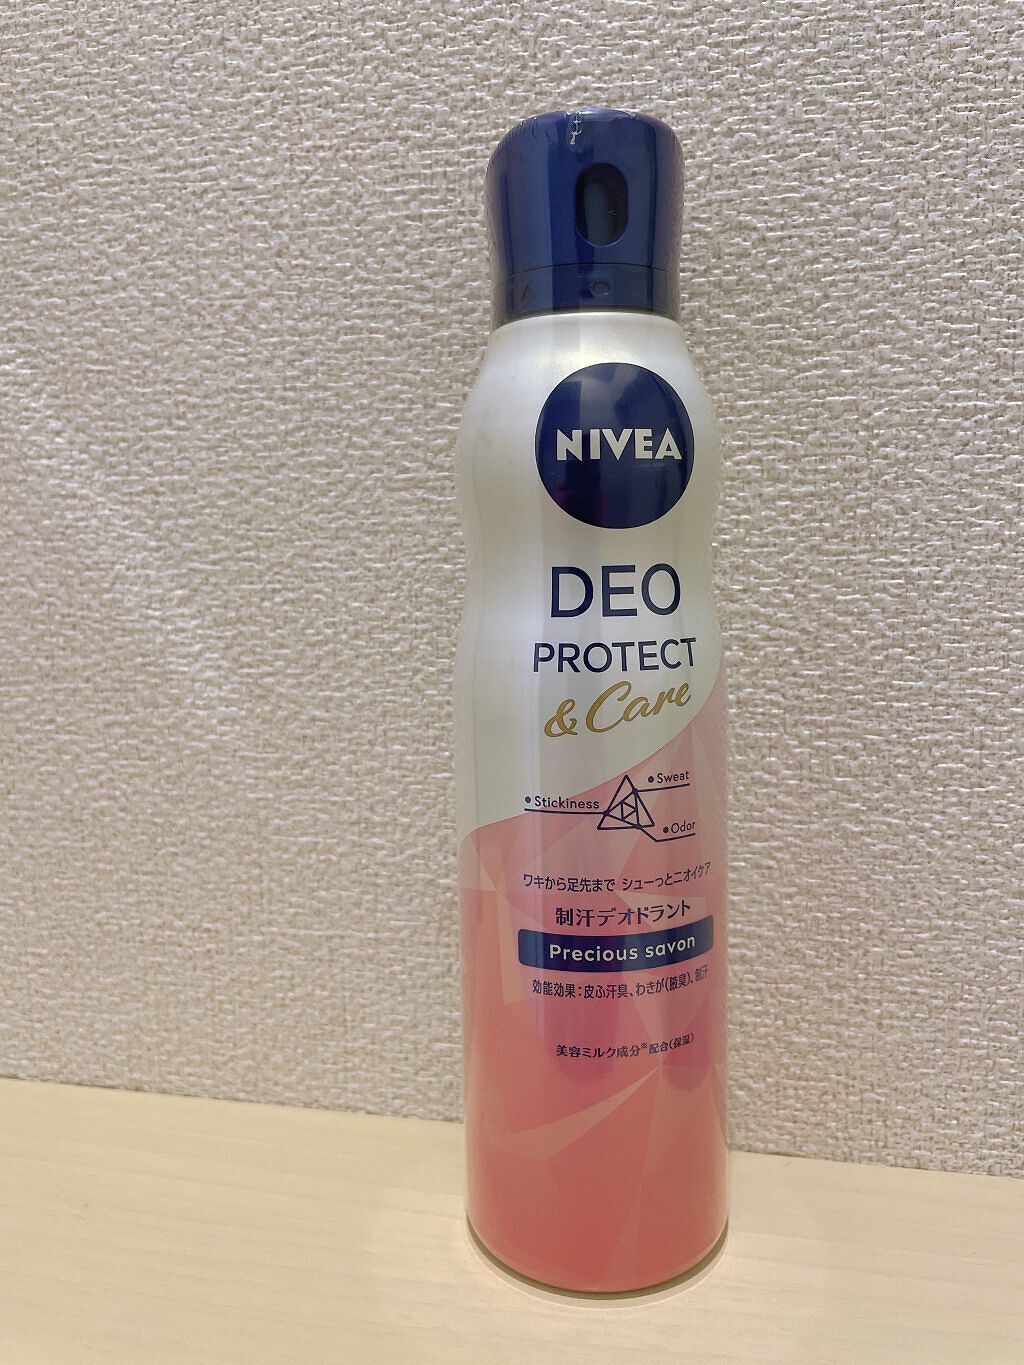 NIVEA
DEO
PROTECT
& Care
Sweat
Stickiness
Odor
ワキから足先まで シューっとニオイケア
制汗デオドラント
Precious savon
効能効果：皮ふ汗臭、わきが（腋臭）、制汗
美容ミルク成分※配合（保湿）